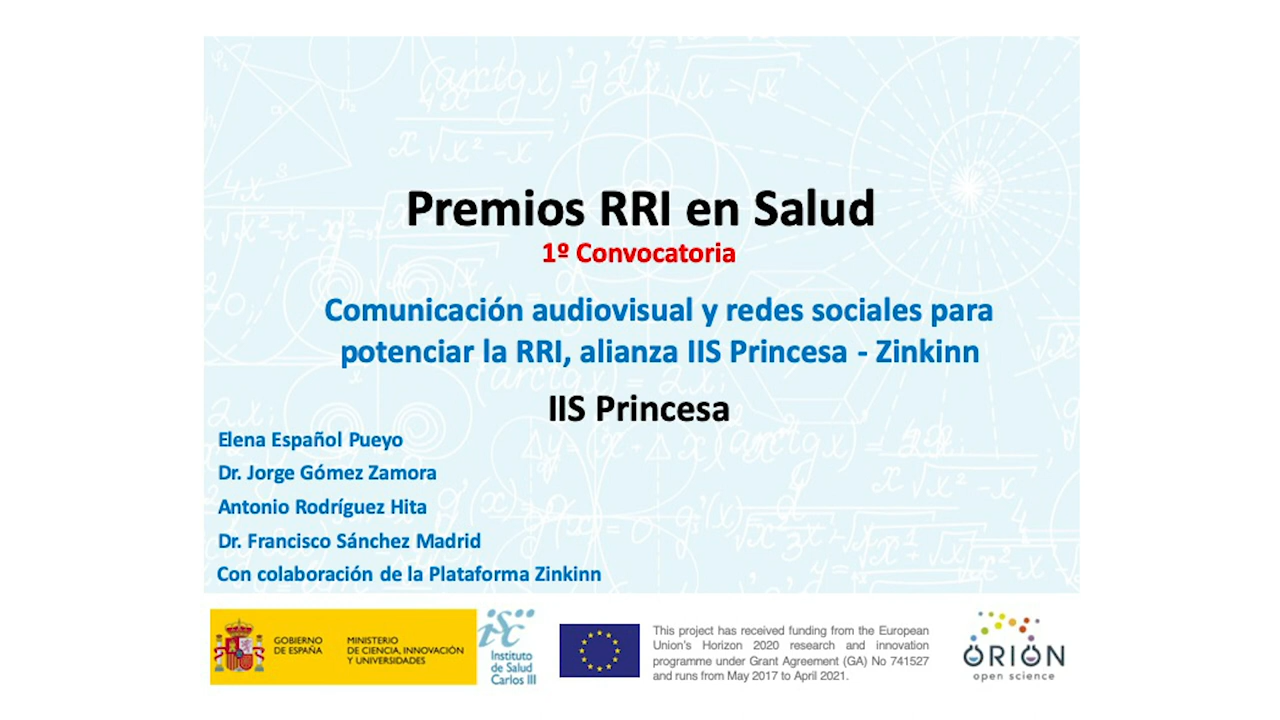 Premios RRI en Salud
1º Convocatoria
Comunicación audiovisual y redes sociales para
potenciar la RRI, alianza IIS Princesa - Zinkinn
IIS Princesa
Elena Español Pueyo
Dr. Jorge Gómez Zamora
Antonio Rodríguez Hita
Dr. Francisco Sánchez Madrid
Con colaboración de la Plataforma Zinkinn
GOBIERNO
DE ESPAÑA
MINISTERIO
DE CIENCIA, INNOVACIÓN
Y UNIVERSIDADES
isc
Instituto
de Salud
Carlos III
This project has received funding from the European
Union's Horizon 2020 research and innovation
programme under Grant Agreement (GA) No 741527
and runs from May 2017 to April 2021.
ORION
open science